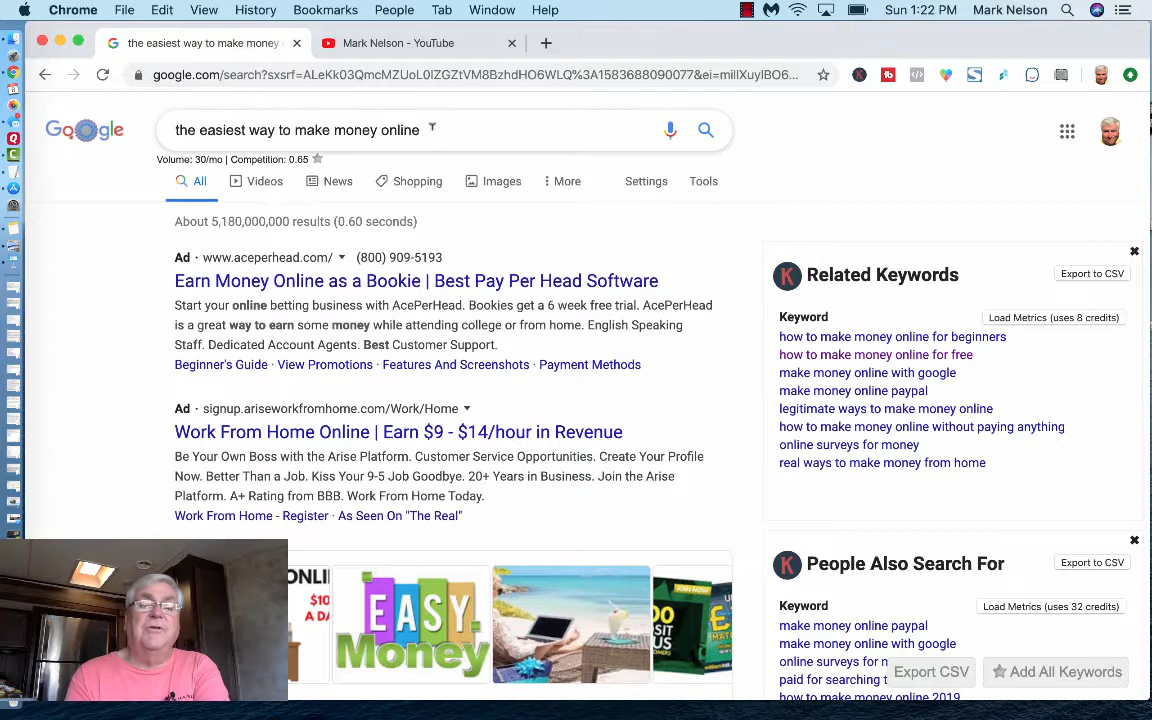 Chrome File Edit View History Bookmarks People Tab Window Help Sun 1:22 PM Mark Nelson
the easiest way to make money
Mark Nelson - YouTube
google.com/search?sxsrf=ALeKk03QmcMZUoL0IZGZtVM8BzhdHO6WLQ%3A1583688090077&ei=millXuylBO6...
Google
the easiest way to make money online
Volume: 30/mo | Competition: 0.65
All Videos News Shopping Images More Settings Tools
About 5,180,000,000 results (0.60 seconds)
Ad · www.aceperhead.com/ (800) 909-5193
Earn Money Online as a Bookie | Best Pay Per Head Software
Start your online betting business with AcePerHead. Bookies get a 6 week free trial. AcePerHead
is a great way to earn some money while attending college or from home. English Speaking
Staff. Dedicated Account Agents. Best Customer Support.
Beginner's Guide · View Promotions · Features And Screenshots · Payment Methods
Ad · signup.ariseworkfromhome.com/Work/Home
Work From Home Online | Earn $9 - $14/hour in Revenue
Be Your Own Boss with the Arise Platform. Customer Service Opportunities. Create Your Profile
Now. Better Than a Job. Kiss Your 9-5 Job Goodbye. 20+ Years in Business. Join the Arise
Platform. A+ Rating from BBB. Work From Home Today.
Work From Home - Register · As Seen On "The Real"
EASY
Money
Related Keywords
Export to CSV
Keyword
Load Metrics (uses 8 credits)
how to make money online for beginners
how to make money online for free
make money online with google
make money online paypal
legitimate ways to make money online
how to make money online without paying anything
online surveys for money
real ways to make money from home
People Also Search For
Export to CSV
Keyword
Load Metrics (uses 32 credits)
make money online paypal
make money online with google
online surveys for
paid for searching
how to make money online 2019
Export CSV
Add All Keywords